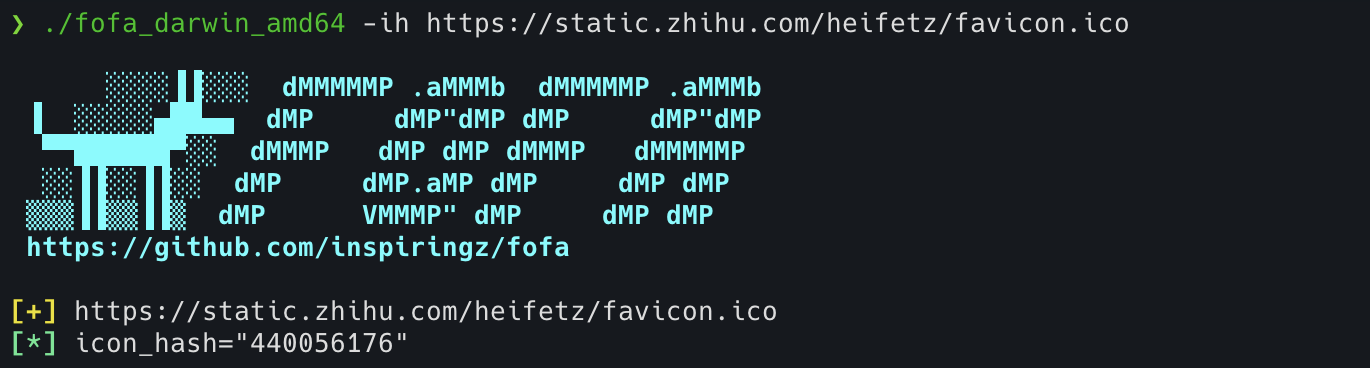 ❯ ./fofa_darwin_amd64 -ih https://static.zhihu.com/heifetz/favicon.ico
dMMMMMP .aMMMb  dMMMMMP .aMMMb
dMP     dMP"dMP dMP     dMP"dMP
dMMMP   dMP dMP dMMMP   dMMMMMP
dMP     dMP.aMP dMP     dMP dMP
dMP      VMMMP" dMP     dMP dMP
https://github.com/inspiringz/fofa
[+] https://static.zhihu.com/heifetz/favicon.ico
[*] icon_hash="440056176"